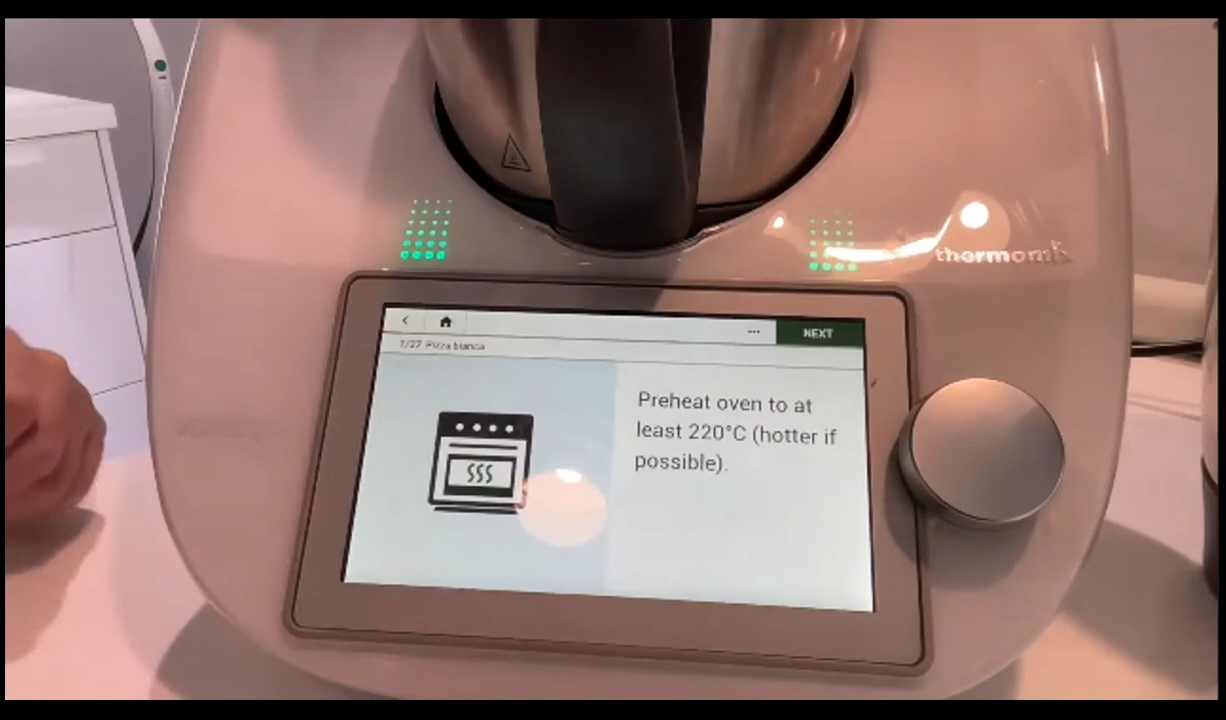 thermomix
NEXT
1/27 Pizza bianca
Preheat oven to at
least 220°C (hotter if
possible).